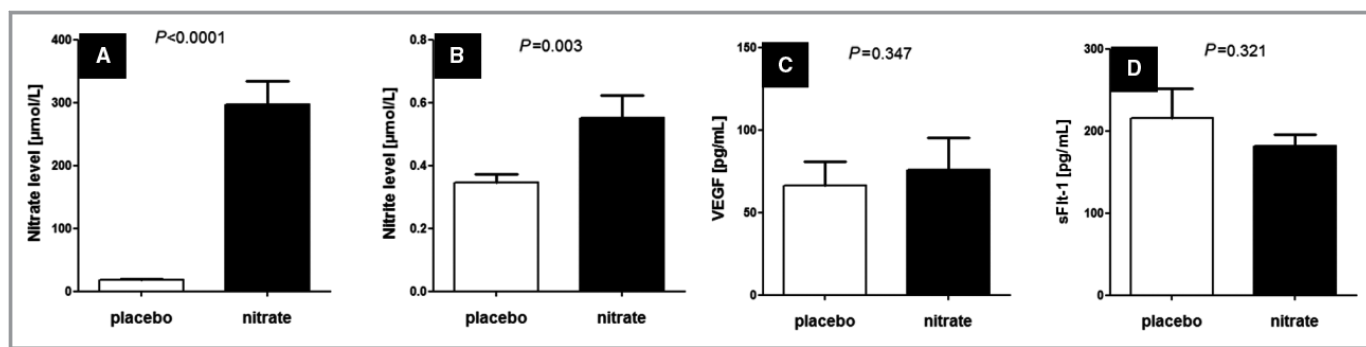 A
P<0.0001
Nitrate level [µmol/L]
400
300
200
100
0
placebo
nitrate
B
P=0.003
Nitrite level [µmol/L]
0.8
0.6
0.4
0.2
0.0
placebo
nitrate
C
P=0.347
VEGF [pg/mL]
150
100
50
0
placebo
nitrate
D
P=0.321
sFlt-1 [pg/mL]
300
200
200
0
placebo
nitrate